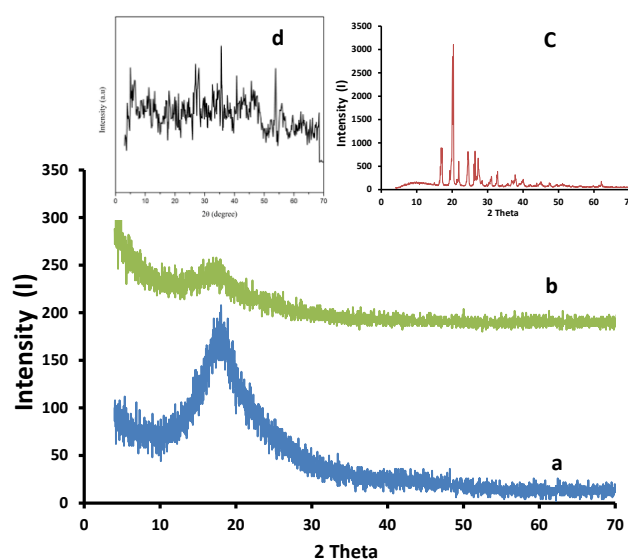 d
Intensity (a.u)
0 10 20 30 40 50 60 70
2θ (degree)
C
3500
3000
2500
2000
1500
1000
500
0
Intensity (I)
0 10 20 30 40 50 60 70
2 Theta
350
300
250
200
150
100
50
0
Intensity (I)
b
a
0 10 20 30 40 50 60 70
2 Theta